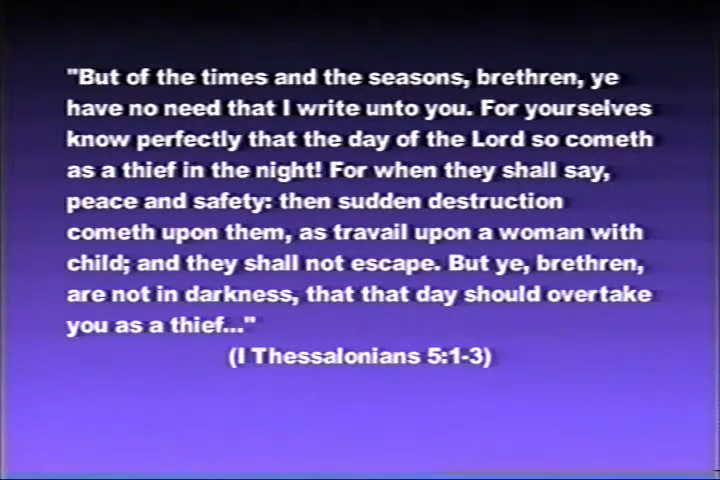 "But of the times and the seasons, brethren, ye
have no need that I write unto you. For yourselves
know perfectly that the day of the Lord so cometh
as a thief in the night! For when they shall say,
peace and safety: then sudden destruction
cometh upon them, as travail upon a woman with
child; and they shall not escape. But ye, brethren,
are not in darkness, that that day should overtake
you as a thief..."
(I Thessalonians 5:1-3)